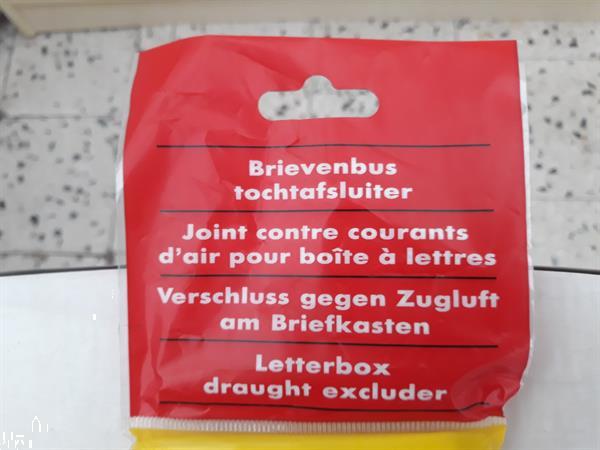 Brievenbus
tochtafsluiter
Joint contre courants
d'air pour boîte à lettres
Verschluss gegen Zugluft
am Briefkasten
Letterbox
draught excluder